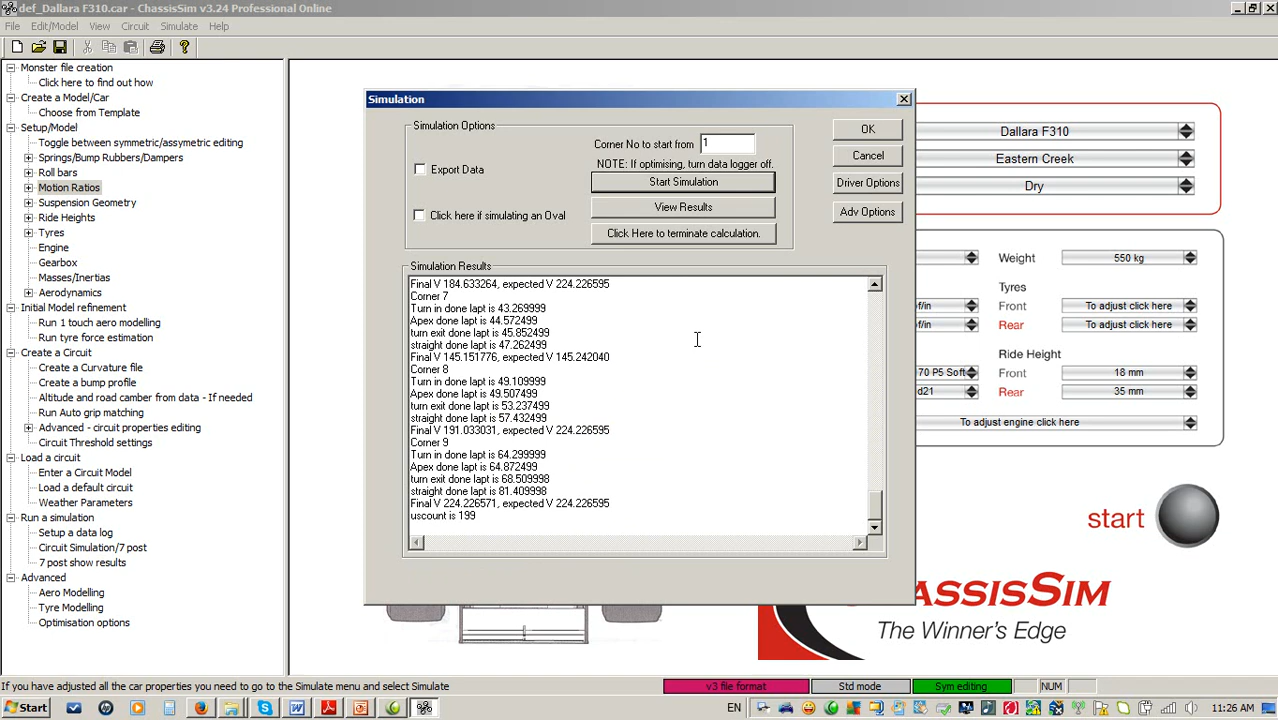 def_Dallara F310.car - ChassisSim v3.24 Professional Online
File Edit/Model View Circuit Simulate Help
Monster file creation
Click here to find out how
Create a Model/Car
Choose from Template
Setup/Model
Toggle between symmetric/assymetric editing
Springs/Bump Rubbers/Dampers
Roll bars
Motion Ratios
Suspension Geometry
Ride Heights
Tyres
Engine
Gearbox
Masses/Inertias
Aerodynamics
Initial Model refinement
Run 1 touch aero modelling
Run tyre force estimation
Create a Circuit
Create a Curvature file
Create a bump profile
Altitude and road camber from data - If needed
Run Auto grip matching
Advanced - circuit properties editing
Circuit Threshold settings
Load a circuit
Enter a Circuit Model
Load a default circuit
Weather Parameters
Run a simulation
Setup a data log
Circuit Simulation/7 post
7 post show results
Advanced
Aero Modelling
Tyre Modelling
Optimisation options
Simulation
Simulation Options
Corner No to start from 1
NOTE: If optimising, turn data logger off.
Export Data
Start Simulation
Click here if simulating an Oval
View Results
Click Here to terminate calculation.
OK
Cancel
Driver Options
Adv Options
Simulation Results
Final V 184.633264, expected V 224.226595
Corner 7
Turn in done lapt is 43.269999
Apex done lapt is 44.572499
turn exit done lapt is 45.852499
straight done lapt is 47.262499
Final V 145.151776, expected V 145.242040
Corner 8
Turn in done lapt is 49.109999
Apex done lapt is 49.507499
turn exit done lapt is 53.237499
straight done lapt is 57.432499
Final V 191.033031, expected V 224.226595
Corner 9
Turn in done lapt is 64.299999
Apex done lapt is 64.872499
turn exit done lapt is 68.509998
straight done lapt is 81.409998
Final V 224.226571, expected V 224.226595
uscount is 199
Dallara F310
Eastern Creek
Dry
Weight 550 kg
Tyres
of/in Front To adjust click here
of/in Rear To adjust click here
Ride Height
70 P5 Soft Front 18 mm
d21 Rear 35 mm
To adjust engine click here
start
HASSISSIM
The Winner's Edge
If you have adjusted all the car properties you need to goto the Simulate menu and select Simulate
v3 file format Std mode Sym editing NUM
Start EN 11:26 AM